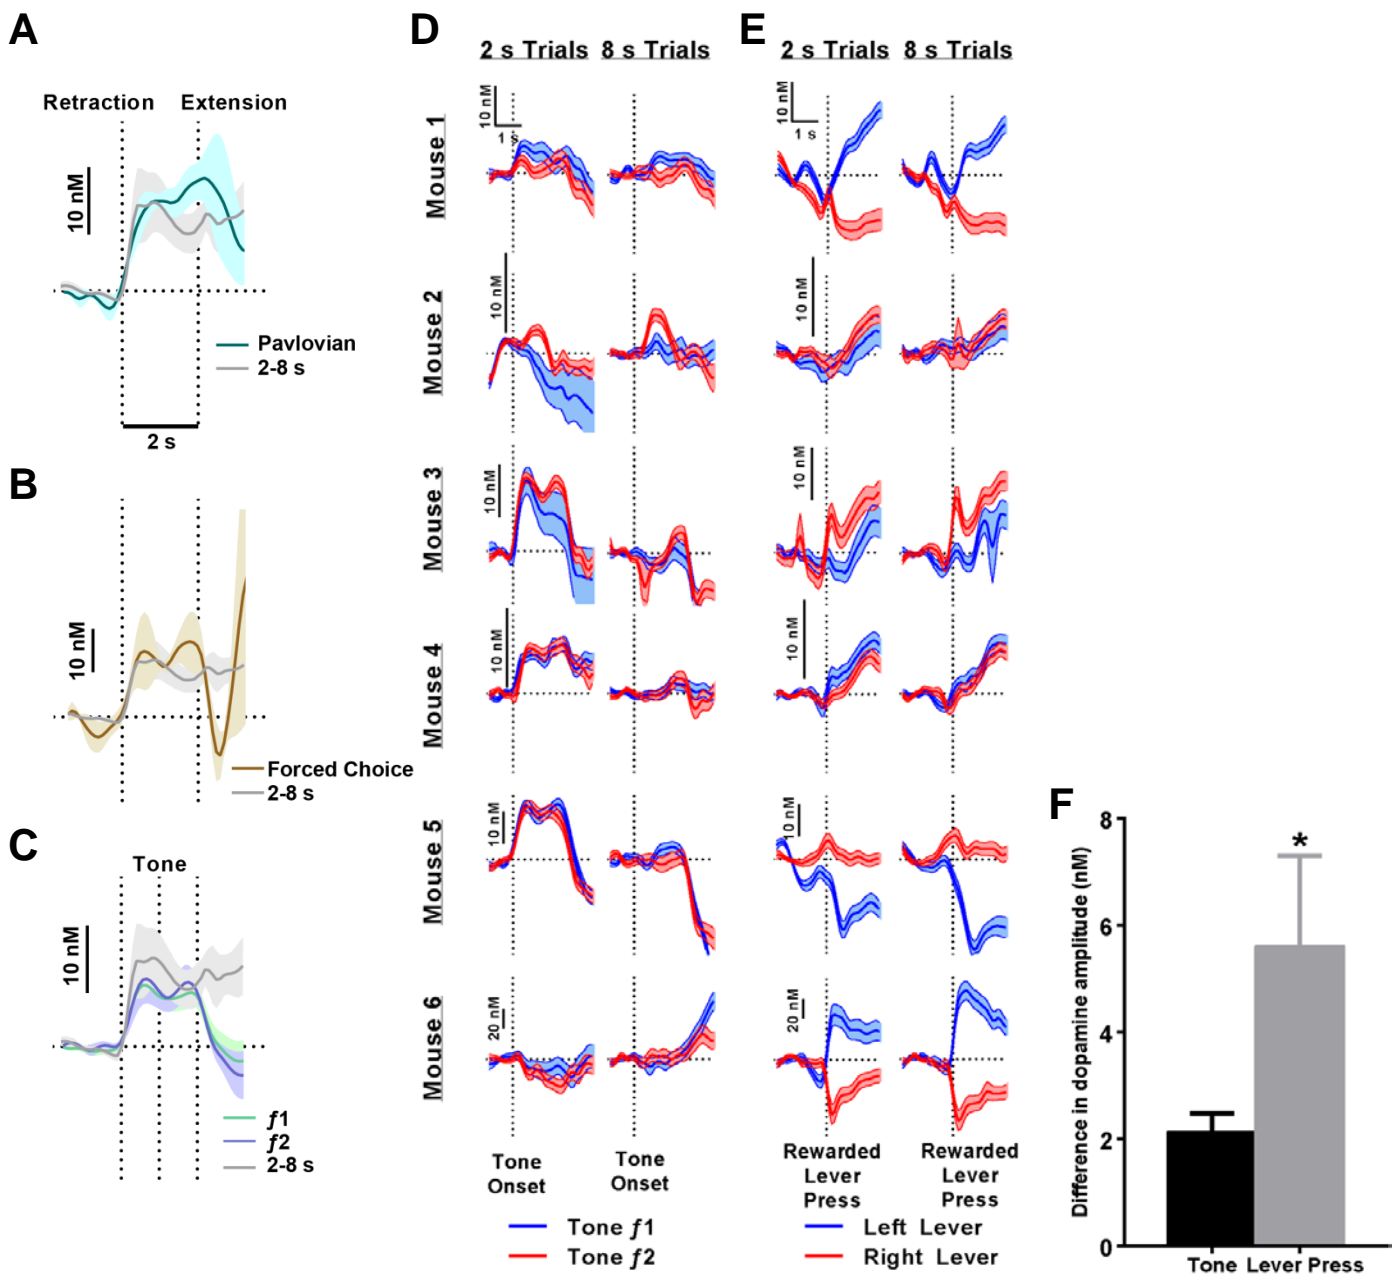 A
Retraction Extension
10 nM
Pavlovian
2-8 s
2 s
B
10 nM
Forced Choice
2-8 s
C
Tone
10 nM
ƒ1
ƒ2
2-8 s
D
2 s Trials 8 s Trials
Mouse 1
10 nM
1 s
Mouse 2
10 nM
Mouse 3
10 nM
Mouse 4
10 nM
Mouse 5
10 nM
Mouse 6
20 nM
Tone
Onset
Tone
Onset
Tone ƒ1
Tone ƒ2
E
2 s Trials 8 s Trials
10 nM
1 s
10 nM
10 nM
10 nM
10 nM
20 nM
Rewarded
Lever
Press
Rewarded
Lever
Press
Left Lever
Right Lever
F
Difference in dopamine amplitude (nM)
8
6
4
2
0
*
Tone Lever Press